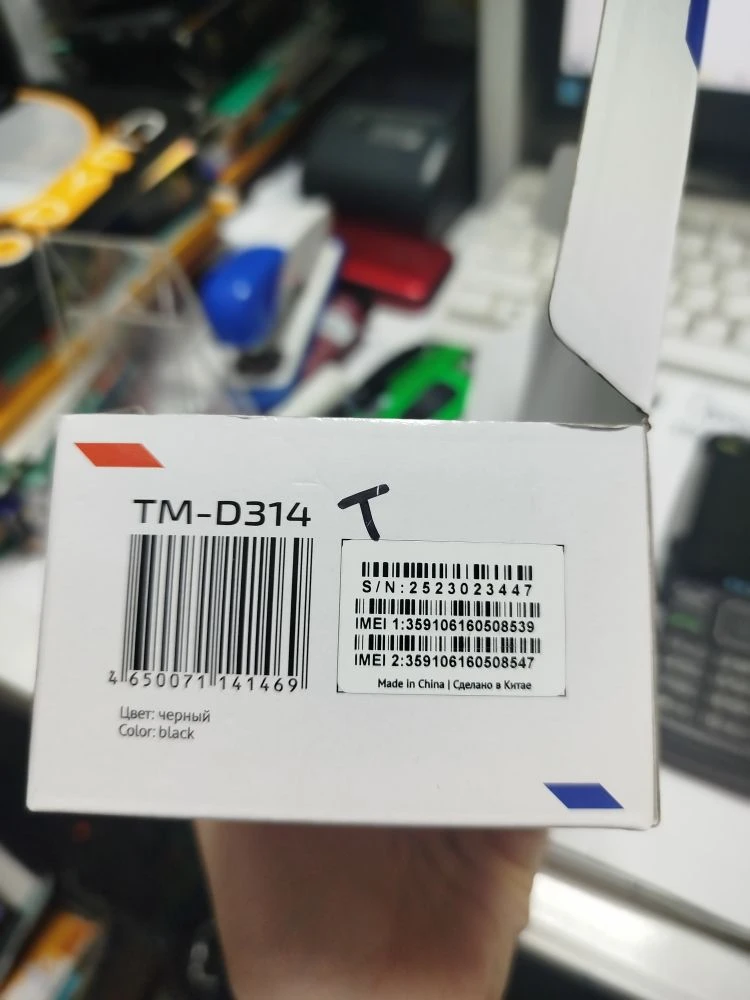 TM-D314
T
4 650071 141469
Цвет: черный
Color: black
S/N:2523023447
IMEI 1:359106160508539
IMEI 2:359106160508547
Made in China | Сделано в Китае